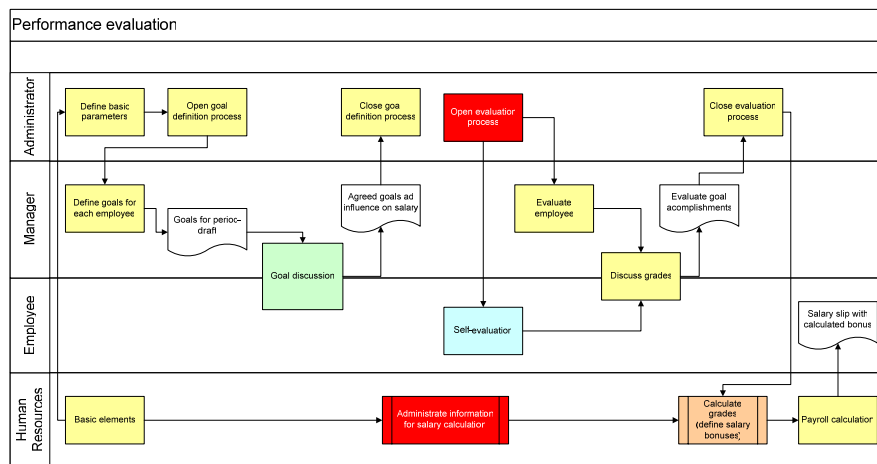 Performance evaluation
Administrator
Define basic
parameters
Open goal
definition process
Close goa
definition process
Open evaluation
process
Close evaluation
process
Manager
Define goals for
each employee
Goals for period–
draft
Agreed goals ad
influence on salary
Evaluate
employee
Evaluate goal
acomplishments
Goal discussion
Discuss grades
Employee
Self–evaluation
Salary slip with
calculated bonus
Human
Resources
Basic elements
Administrate information
for salary calculation
Calculate
grades
(define salary
bonuses)
Payroll calculation